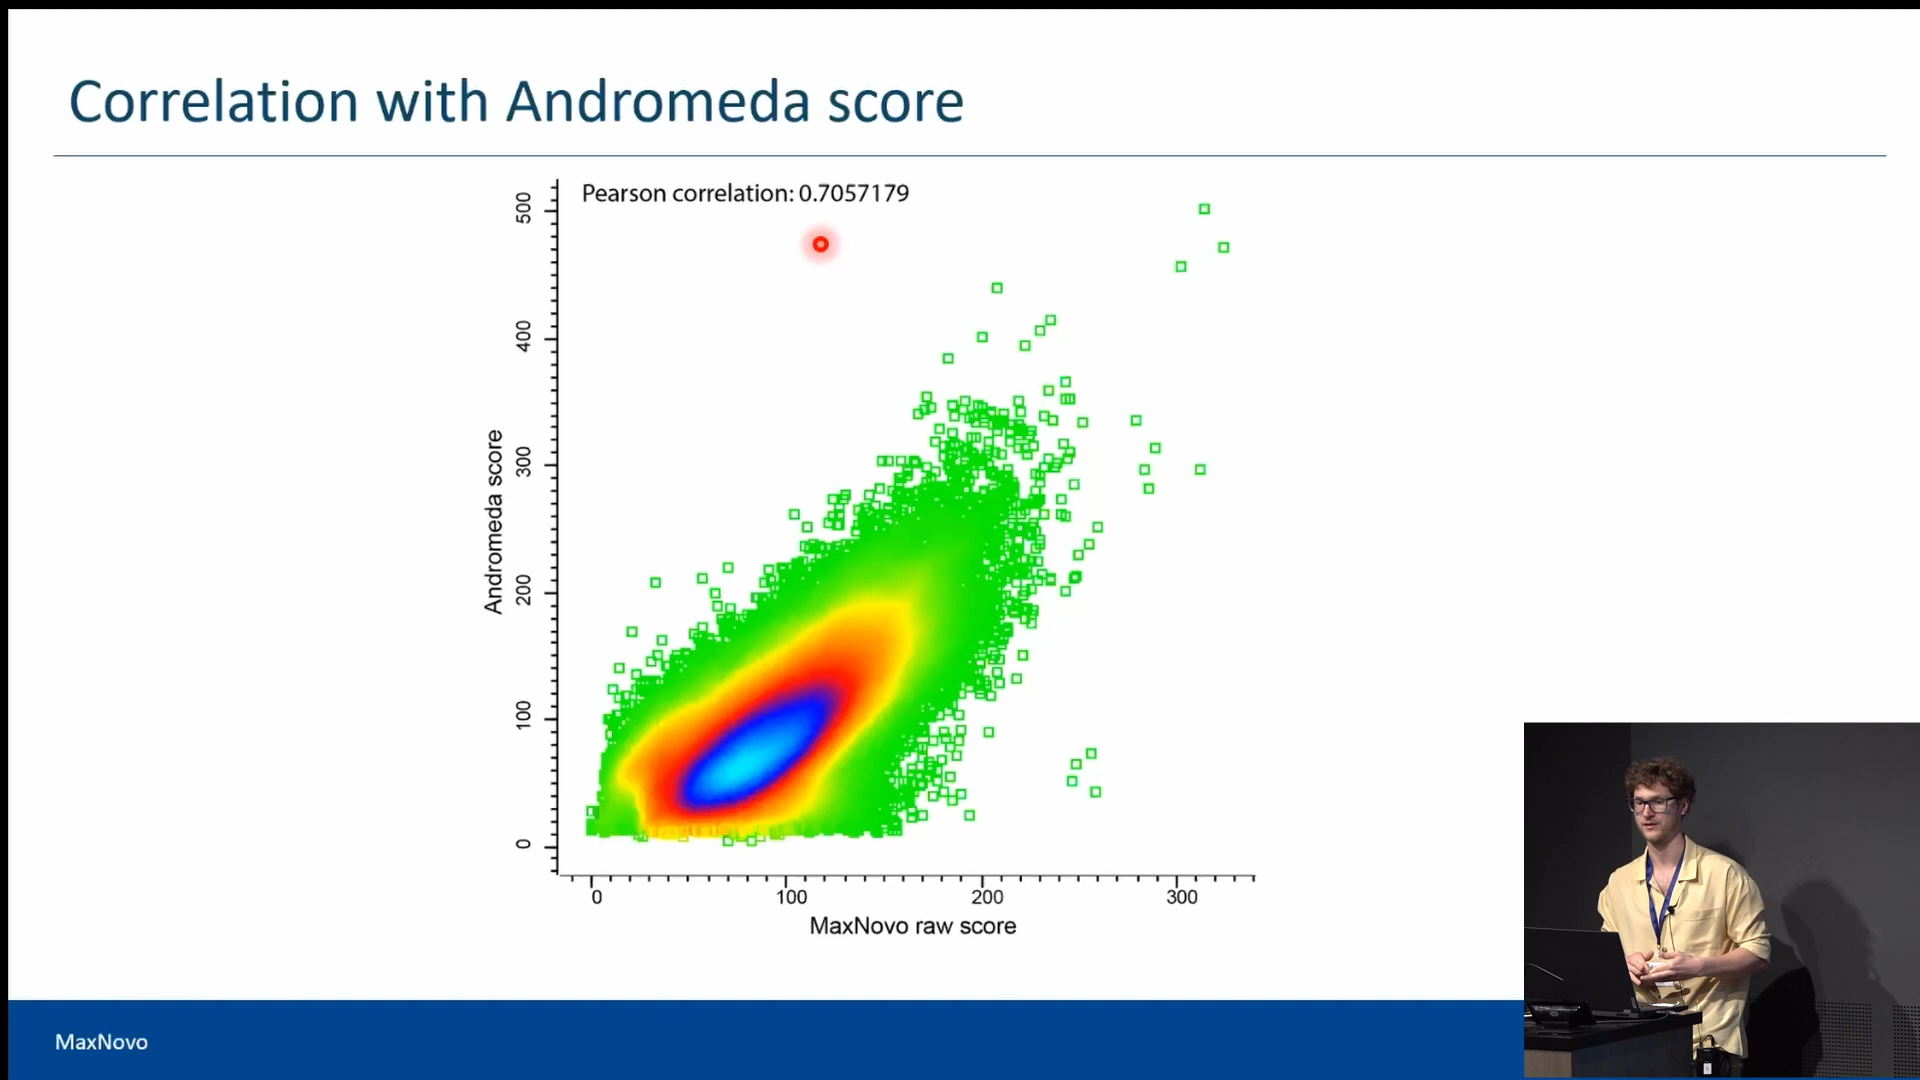 Correlation with Andromeda score
Pearson correlation: 0.7057179
Andromeda score
500
400
300
200
100
0
0 100 200 300
MaxNovo raw score
MaxNovo